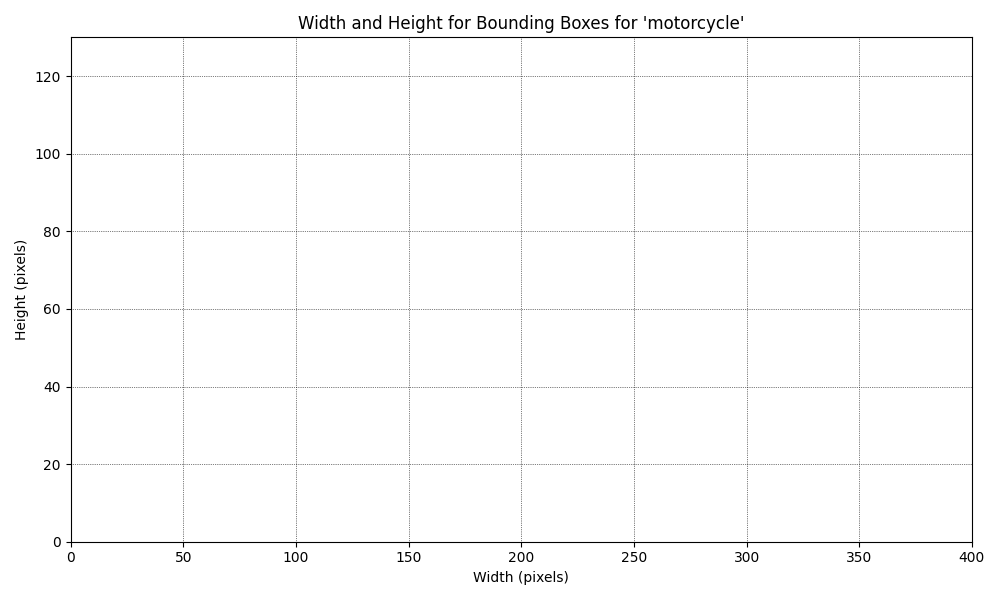 Width and Height for Bounding Boxes for 'motorcycle'
120
100
80
60
40
20
0
Height (pixels)
0 50 100 150 200 250 300 350 400
Width (pixels)